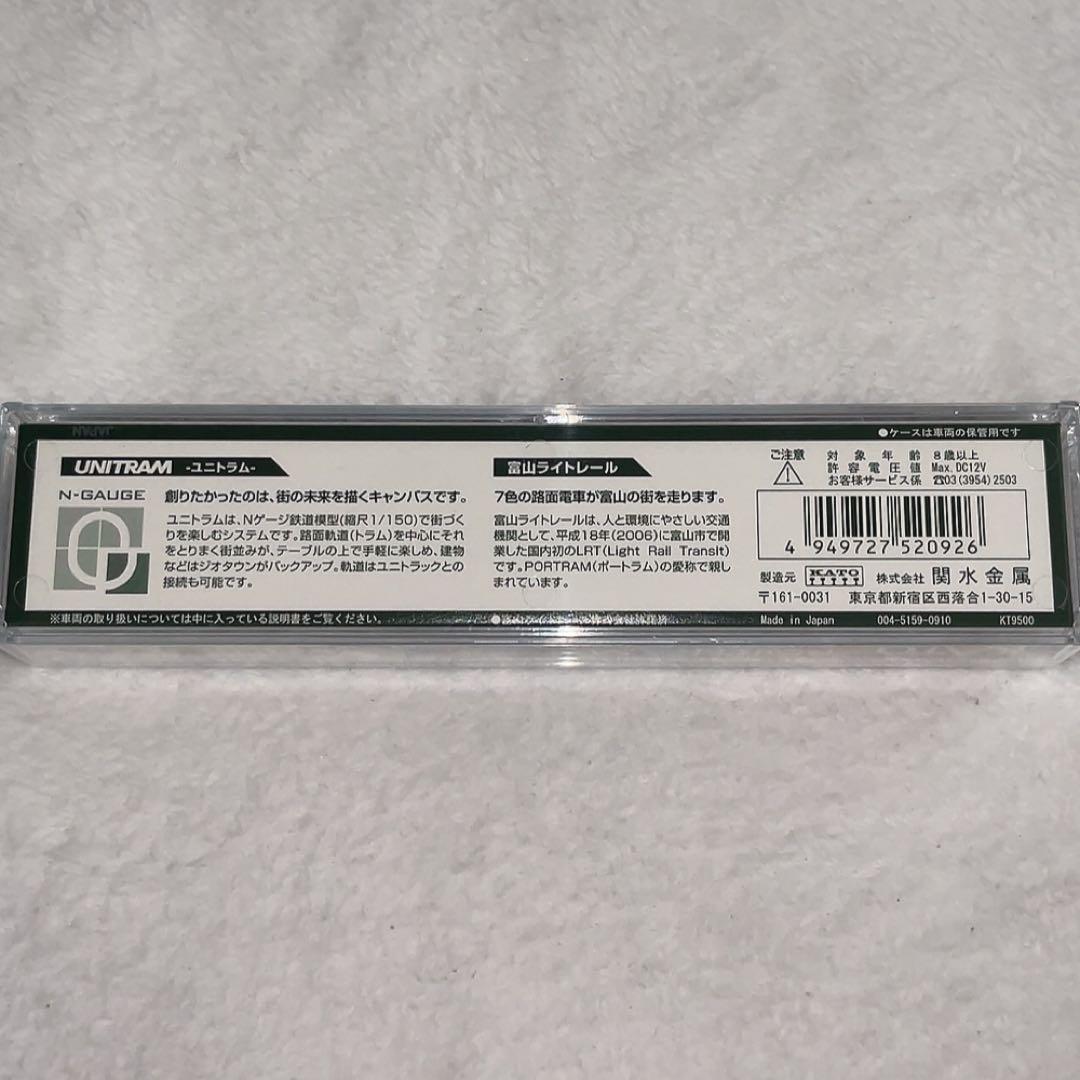 ●ケースは車両の保管用です
UNITRAM -ユニトラム-
N-GAUGE
創りたかったのは、街の未来を描くキャンバスです。
ユニトラムは、Nゲージ鉄道模型(縮尺1/150)で街づく
りを楽しむシステムです。路面軌道(トラム)を中心にそれ
をとりまく街並みが、テーブルの上で手軽に楽しめ、建物
などはジオタウンがバックアップ。軌道はユニトラックとの
接続も可能です。
富山ライトレール
7色の路面電車が富山の街を走ります。
富山ライトレールは、人と環境にやさしい交通
機関として、平成18年(2006)に富山市で開
業した国内初のLRT(Light Rail Transit)
です。PORTRAM(ポートラム)の愛称で親し
まれています。
ご注意
対象年齢 8歳以上
許容電圧値 Max.DC12V
お客様サービス係 ☎03(3954)2503
4 949727 520926
製造元 KATO 株式会社 関水金属
〒161-0031 東京都新宿区西落合1-30-15
※車両の取り扱いについては中に入っている説明書をご覧ください。
Made in Japan 004-5159-0910 KT9500